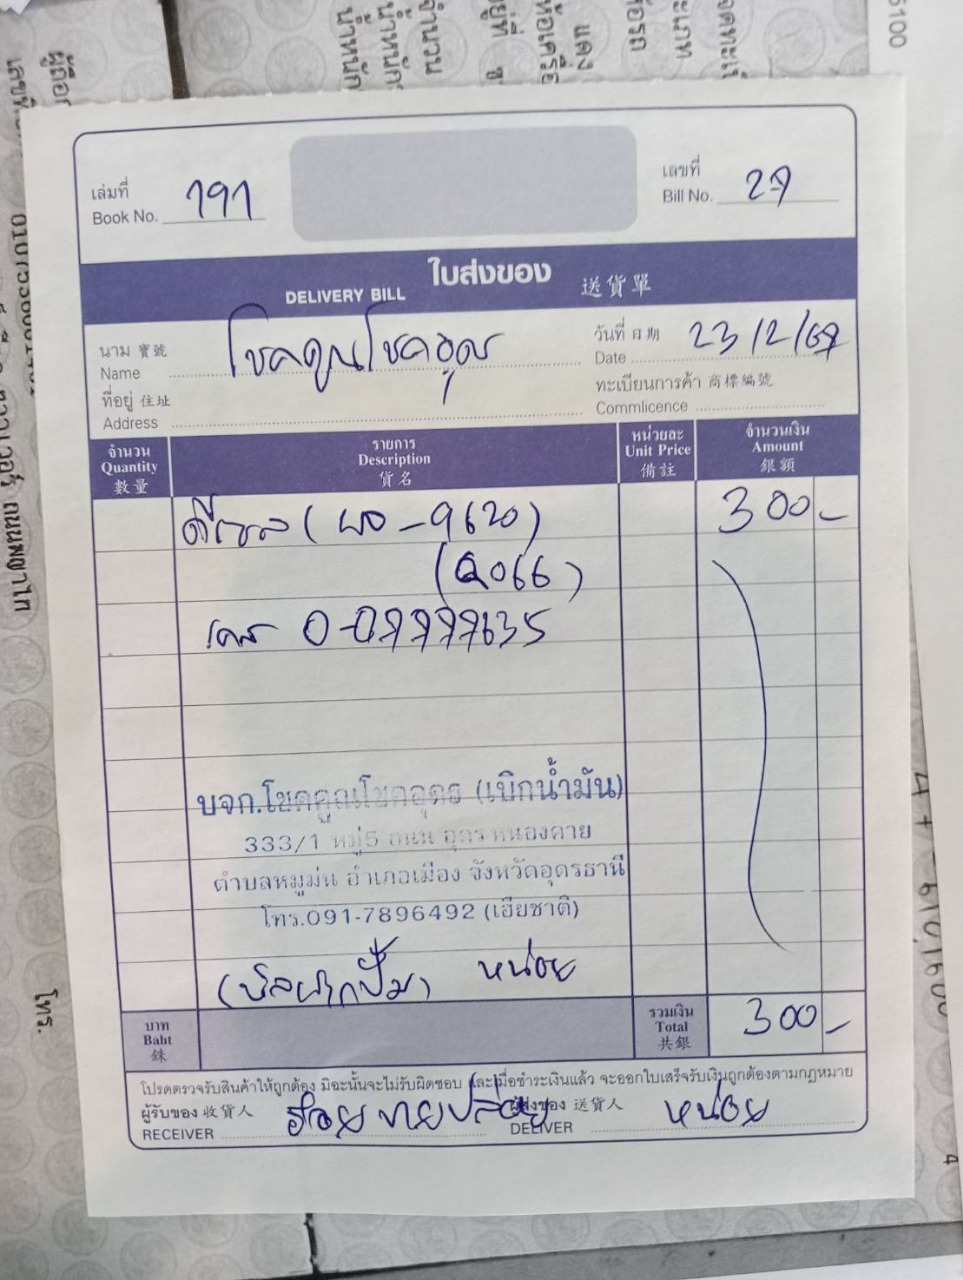 เล่มที่
Book No. 191
เลขที่
Bill No. 27
ใบส่งของ
DELIVERY BILL 送貨單
นาม 寶號
Name โชคคูณโชคอุดร
วันที่ 日期
Date 23/2/67
ที่อยู่ 住址
Address
ทะเบียนการค้า 商標編號
Commlicence
จำนวน
Quantity
數量
รายการ
Description
貨名
หน่วยละ
Unit Price
備註
จำนวนเงิน
Amount
銀額
ดีเซล ( ผอ-9620) 300 -
(Q066)
โทร 0-07777635
บจก.โชคคูณโชคอุดร (เบิกน้ำมัน)
333/1 หมู่5 ถนน อุดร หนองคาย
ตำบลหมูม่น อำเภอเมือง จังหวัดอุดรธานี
โทร.091-7896492 (เฮียชาติ)
(บิลฝากปั๊ม) หน่อย
บาท
Baht
銖
รวมเงิน
Total
共銀
300 -
โปรดตรวจรับสินค้าให้ถูกต้อง มิฉะนั้นจะไม่รับผิดชอบ และเมื่อชำระเงินแล้ว จะออกใบเสร็จรับเงินถูกต้องตามกฎหมาย
ผู้รับของ 收貨人
RECEIVER
ผู้ส่งของ 送貨人
DELIVER หน่อย
โทร.